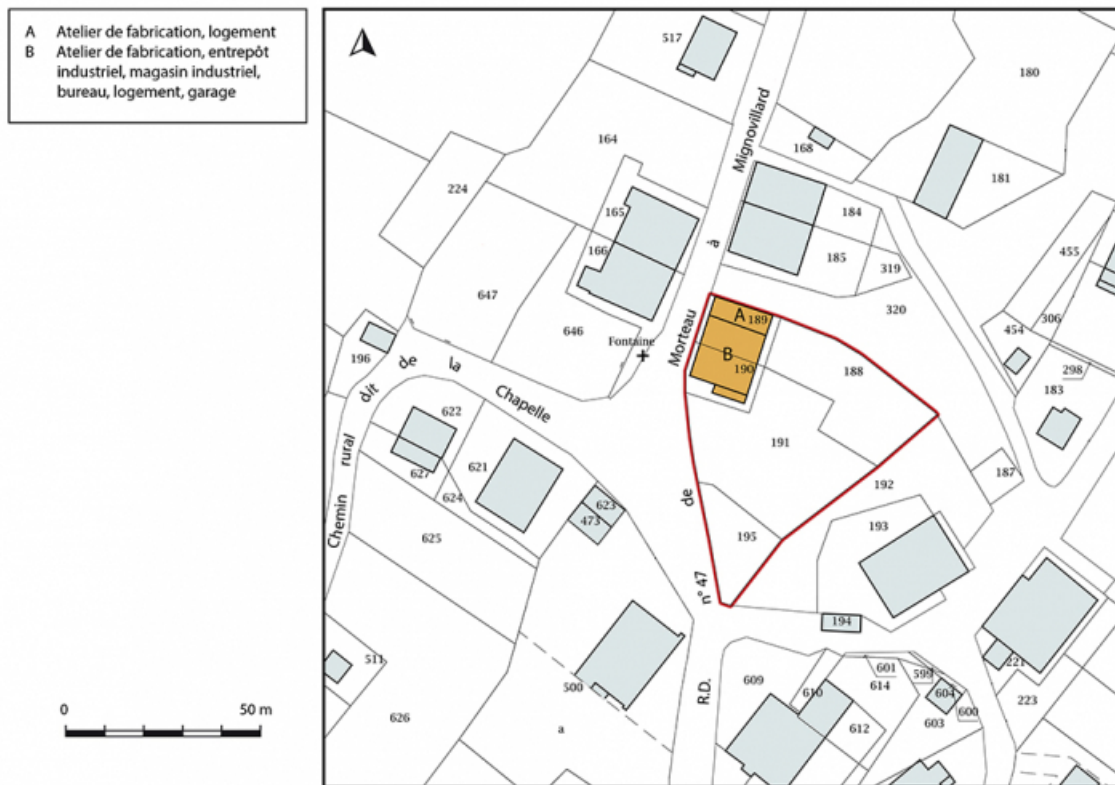 A Atelier de fabrication, logement
B Atelier de fabrication, entrepôt
industriel, magasin industriel,
bureau, logement, garage
517
180
Mignovillard
168
164
181
224
165
184
455
166
à
185
319
647
320
306
A
189
454
646
Fontaine
Morteau
B
196
de
la
190
188
298
dit
Chapelle
183
622
191
187
627
621
192
rural
624
623
de
193
473
195
Chemin
625
n° 47
194
511
221
601
599
500
609
610
614
604
223
R.D.
600
0
50 m
626
a
612
603